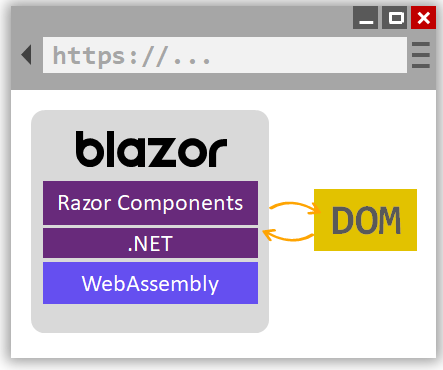 https://...
blazor
Razor Components
.NET
WebAssembly
DOM